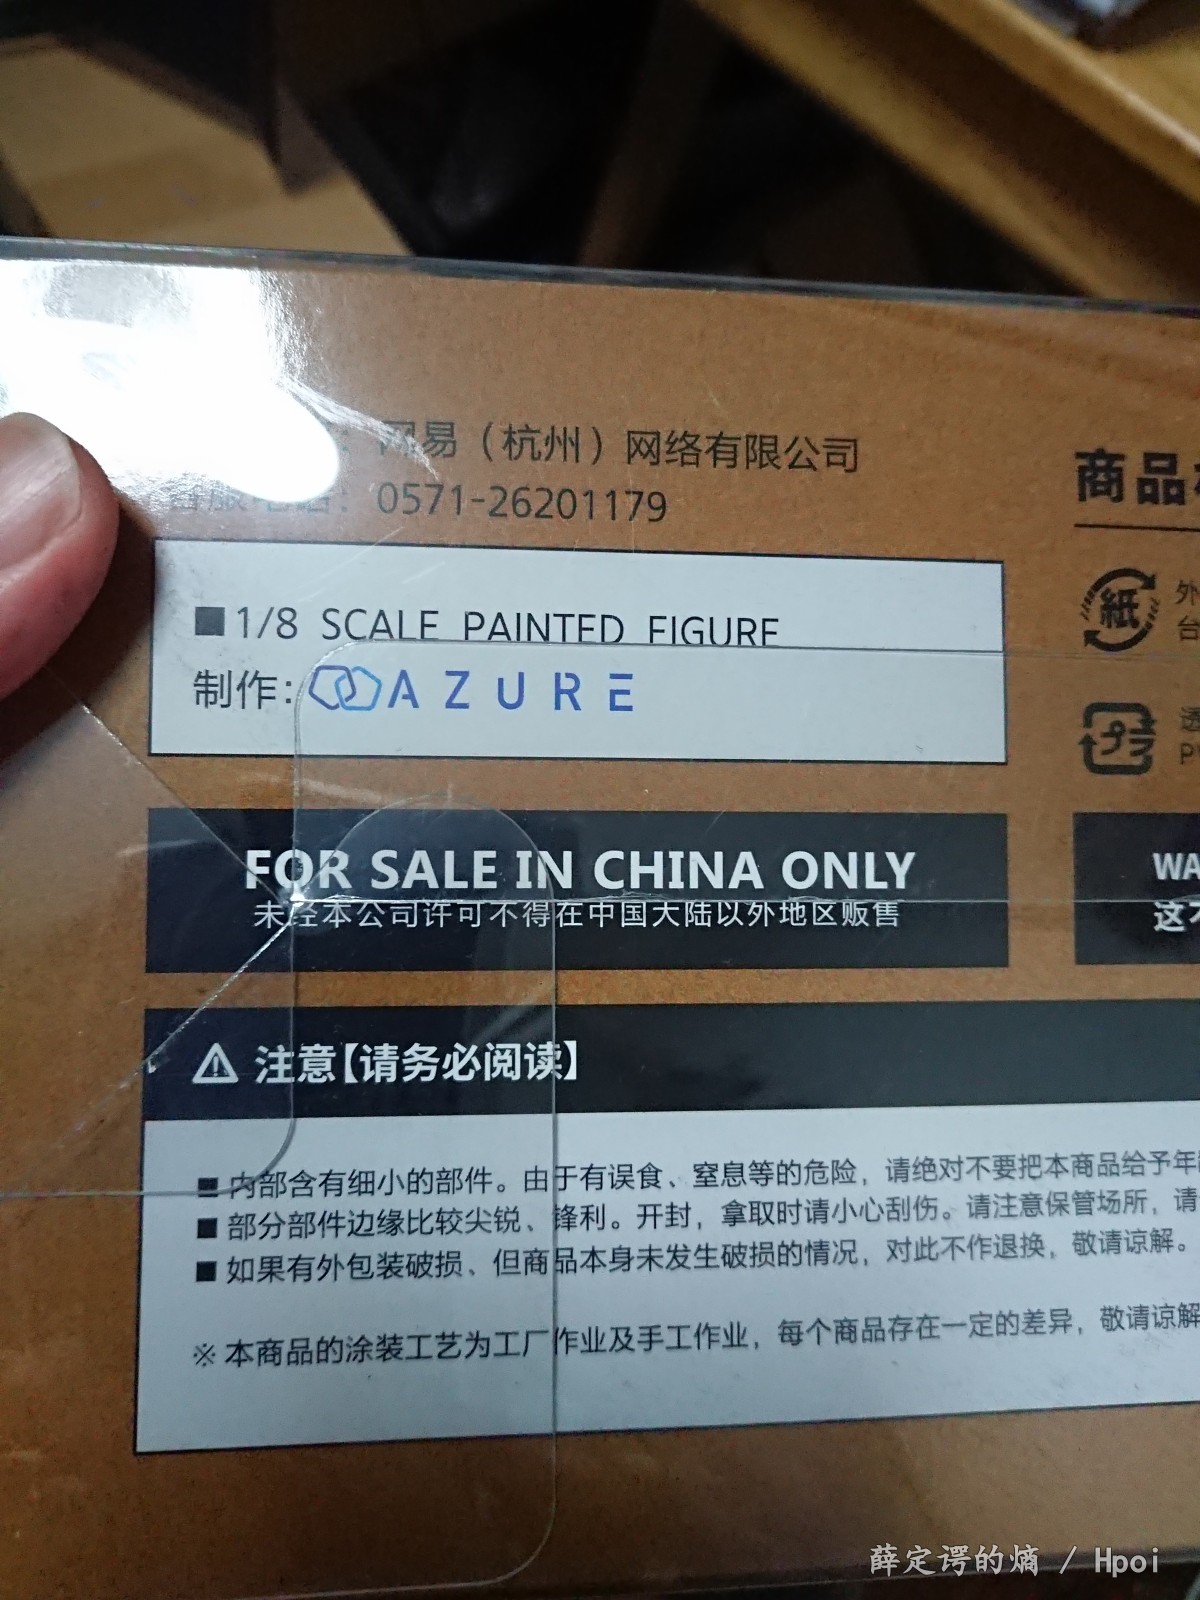 网易（杭州）网络有限公司
0571-26201179
■1/8 SCALE PAINTED FIGURE
制作：AZURE
FOR SALE IN CHINA ONLY
未经本公司许可不得在中国大陆以外地区贩售
注意【请务必阅读】
■ 内部含有细小的部件。由于有误食、窒息等的危险，请绝对不要把本商品给予年
■ 部分部件边缘比较尖锐、锋利。开封，拿取时请小心刮伤。请注意保管场所，请
■ 如果有外包装破损、但商品本身未发生破损的情况，对此不作退换，敬请谅解。
※ 本商品的涂装工艺为工厂作业及手工作业，每个商品存在一定的差异，敬请谅解
商品
紙
外
台
プラ
P
WA
这
薛定谔的熵 / Hpoi